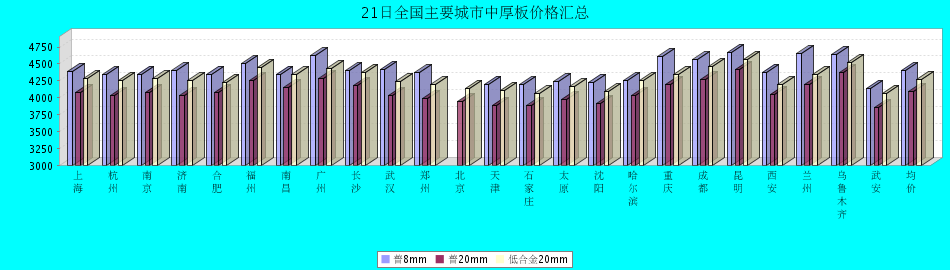 21日全国主要城市中厚板价格汇总
4750
4500
4250
4000
3750
3500
3250
3000
上海
杭州
南京
济南
合肥
福州
南昌
广州
长沙
武汉
郑州
北京
天津
石家庄
太原
沈阳
哈尔滨
重庆
成都
昆明
西安
兰州
乌鲁木齐
武安
均价
普8mm 普20mm 低合金20mm